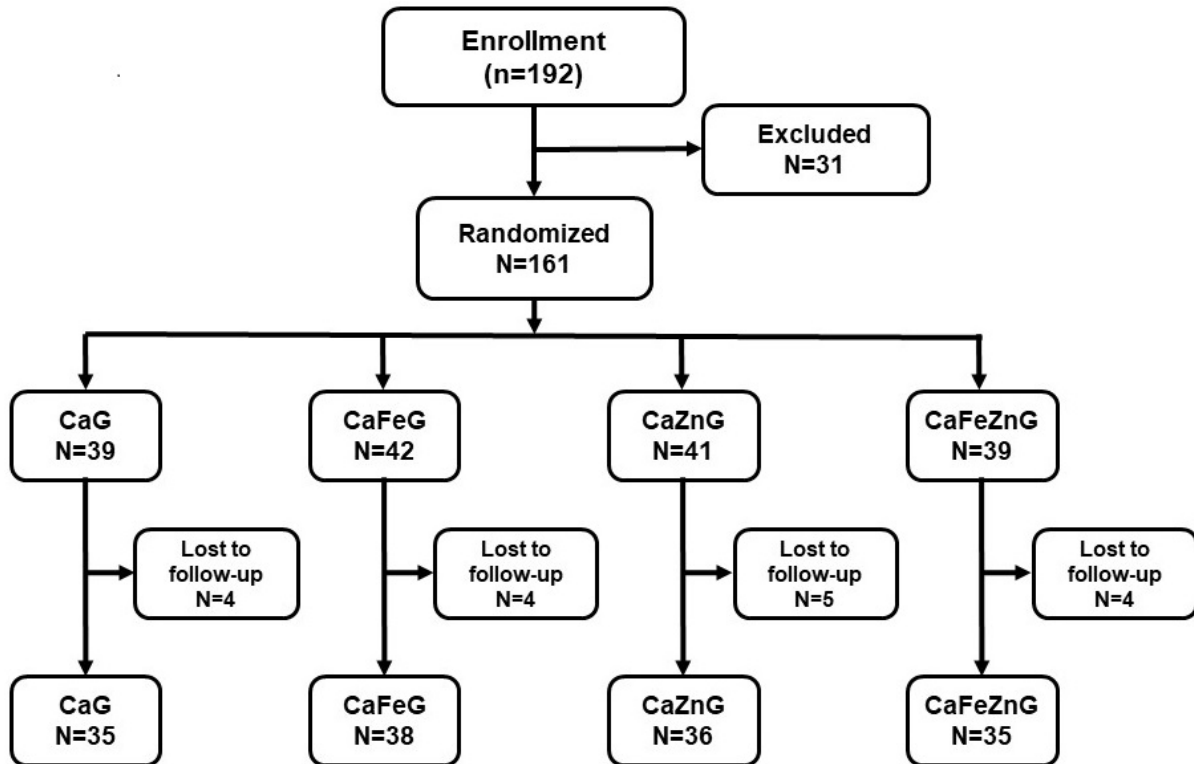 Enrollment
(n=192)
Excluded
N=31
Randomized
N=161
CaG
N=39
CaFeG
N=42
CaZnG
N=41
CaFeZnG
N=39
Lost to
follow-up
N=4
Lost to
follow-up
N=4
Lost to
follow-up
N=5
Lost to
follow-up
N=4
CaG
N=35
CaFeG
N=38
CaZnG
N=36
CaFeZnG
N=35